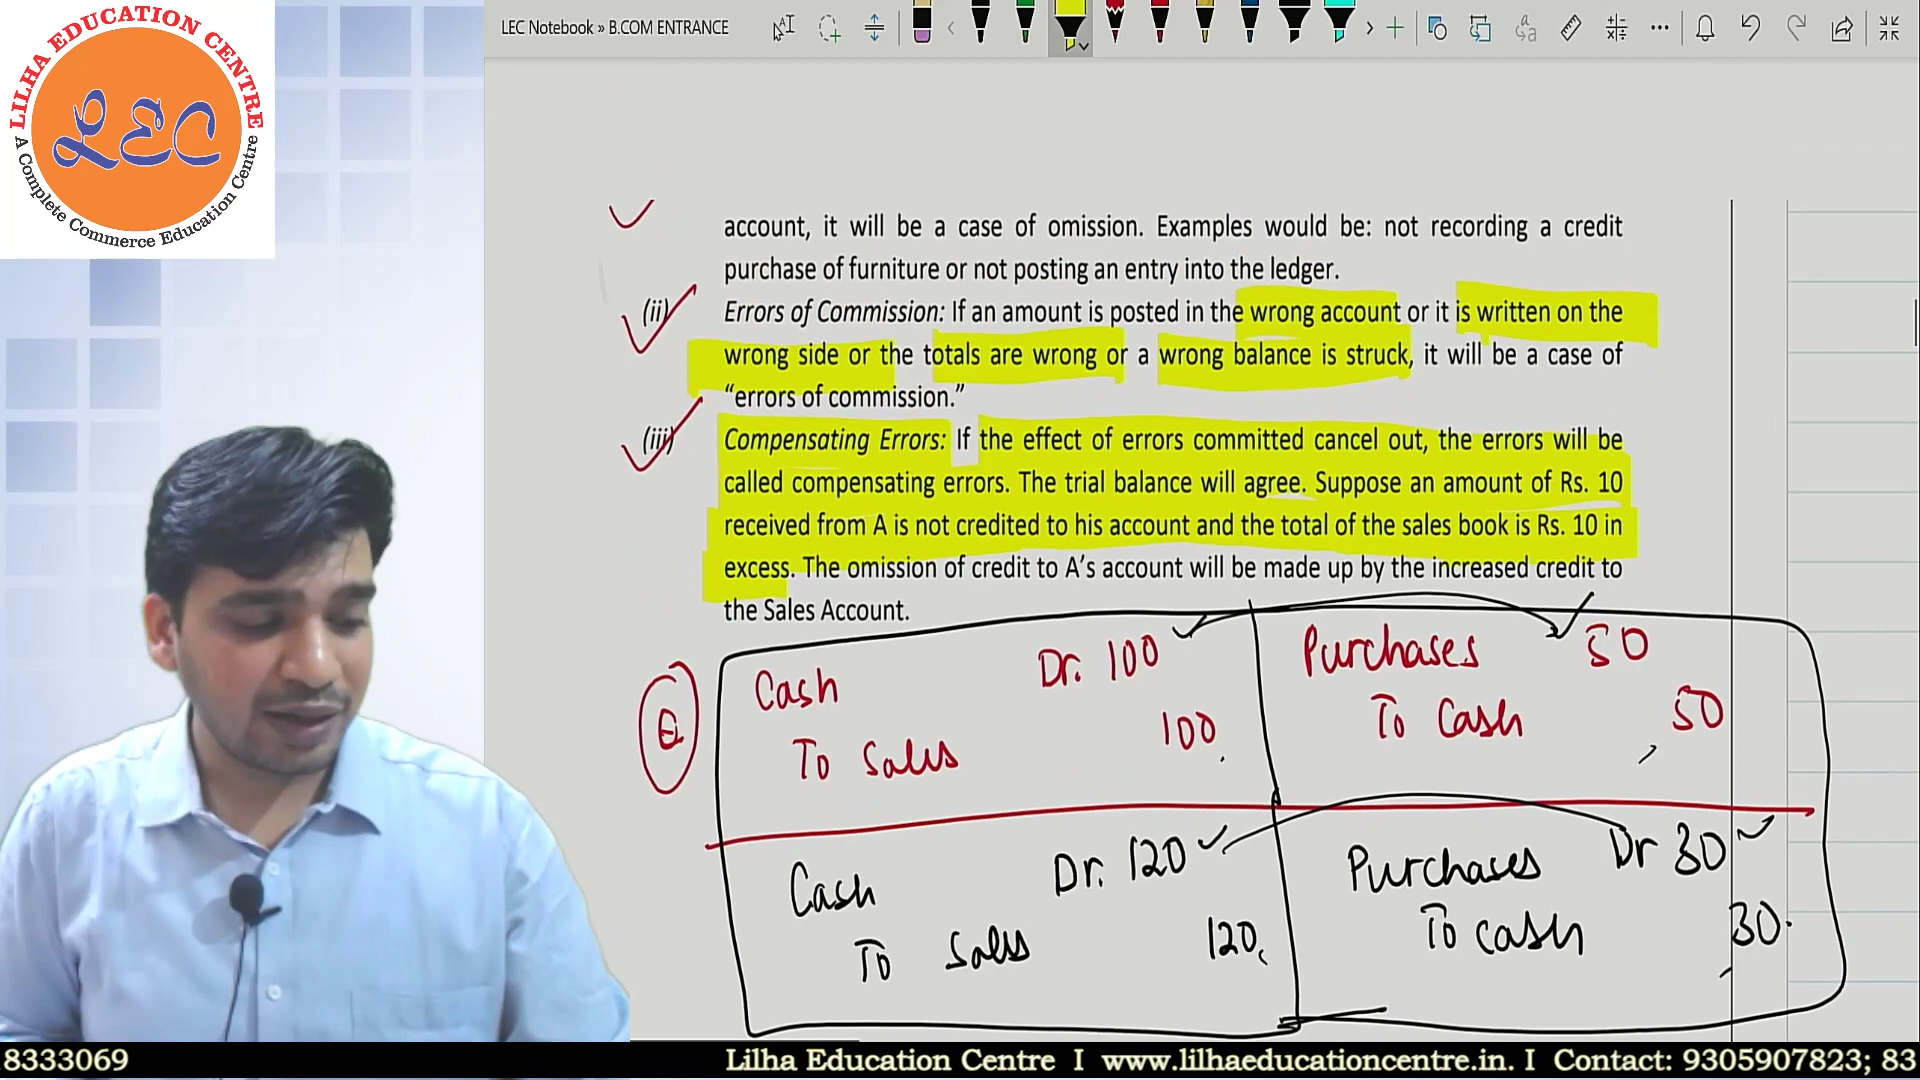 LILHA EDUCATION CENTRE
LEC
A Complete Commerce Education Centre
LEC Notebook » B.COM ENTRANCE
account, it will be a case of omission. Examples would be: not recording a credit
purchase of furniture or not posting an entry into the ledger.
(ii) Errors of Commission: If an amount is posted in the wrong account or it is written on the
wrong side or the totals are wrong or a wrong balance is struck, it will be a case of
“errors of commission.”
(iii) Compensating Errors: If the effect of errors committed cancel out, the errors will be
called compensating errors. The trial balance will agree. Suppose an amount of Rs. 10
received from A is not credited to his account and the total of the sales book is Rs. 10 in
excess. The omission of credit to A’s account will be made up by the increased credit to
the Sales Account.
Cash Dr. 100
To Sales 100
Purchases 50
To Cash 50
Cash Dr. 120
To Sales 120
Purchases Dr 30
To Cash 30
8333069 Lilha Education Centre I www.lilhaeducationcentre.in. I Contact: 9305907823; 83